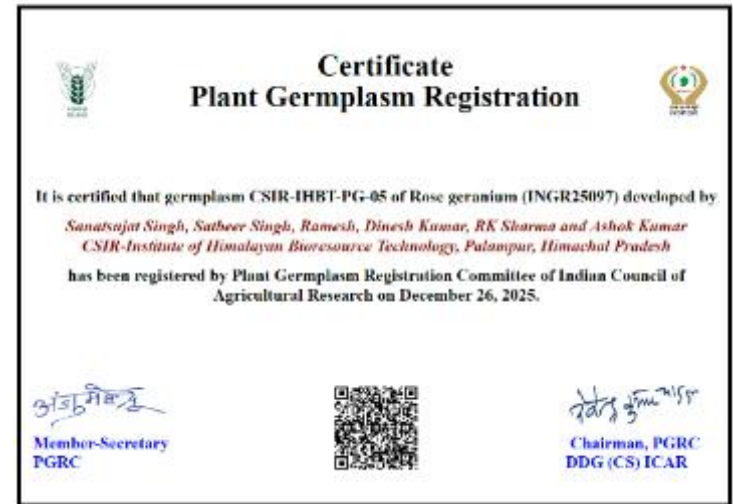 Certificate
Plant Germplasm Registration
It is certified that germplasm CSIR-IHBT-PG-05 of Rose geranium (INGR25097) developed by
Sanatsujat Singh, Satbeer Singh, Ramesh, Dinesh Kumar, RK Sharma and Ashok Kumar
CSIR-Institute of Himalayan Bioresource Technology, Palampur, Himachal Pradesh
has been registered by Plant Germplasm Registration Committee of Indian Council of
Agricultural Research on December 26, 2025.
Member-Secretary
PGRC
Chairman, PGRC
DDG (CS) ICAR